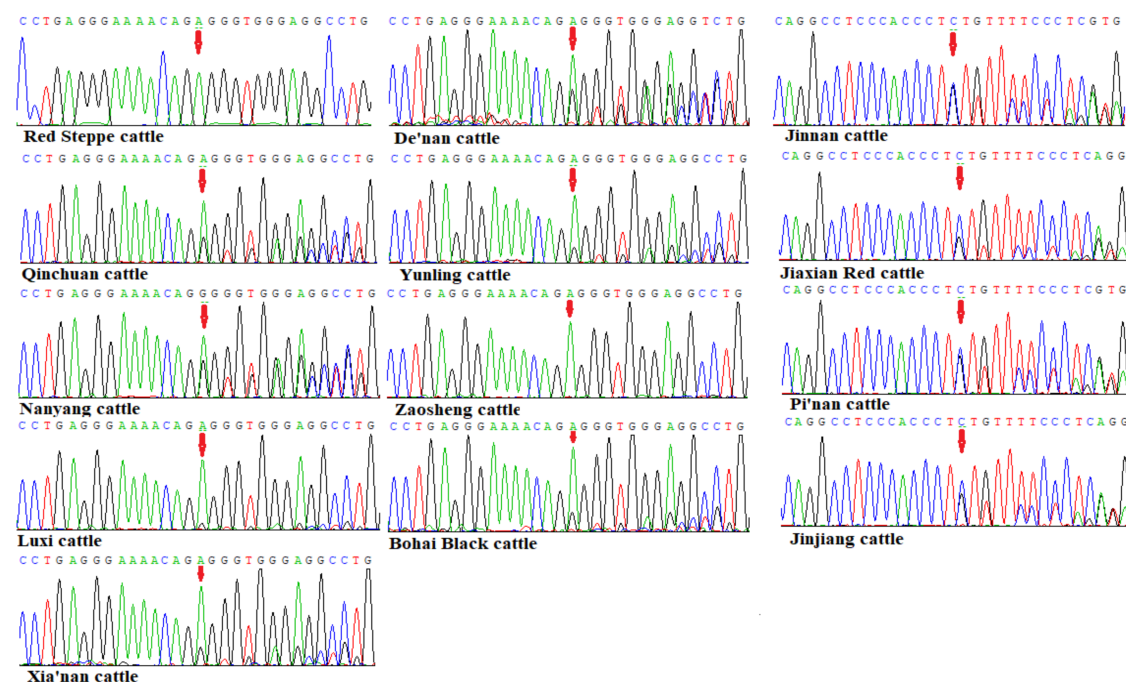 CCTGAGGGAAAACAGAGGGTGGGAGGCCTG
CCTGAGGGAAAACAGAGGGTGGGAGGTCTG
CAGGCCTCCCACCCTCTGTTTTCCCTCGTG
Red Steppe cattle
De'nan cattle
Jinnan cattle
CCTGAGGGAAAACAGAGGGTGGGAGGCCTG
CCTGAGGGAAAACAGAGGGTGGGAGGCCTG
CAGGCCTCCCACCCTCTGTTTTCCCTCAGG
Qinchuan cattle
Yunling cattle
Jiaxian Red cattle
CCTGAGGGAAAACAGGGGGTGGGAGGCCTG
CCTGAGGGAAAACAGAGGGTGGGAGGCCTG
CAGGCCTCCCACCCTCTGTTTTCCCTCGTG
Nanyang cattle
Zaosheng cattle
Pi'nan cattle
CCTGAGGGAAAACAGAGGGTGGGAGGCCTG
CCTGAGGGAAAACAGAGGGTGGGAGGCCTG
CAGGCCTCCCACCCTCTGTTTTCCCTCAGG
Luxi cattle
Bohai Black cattle
Jinjiang cattle
CCTGAGGGAAAACAGAGGGTGGGAGGCCTG
Xia'nan cattle